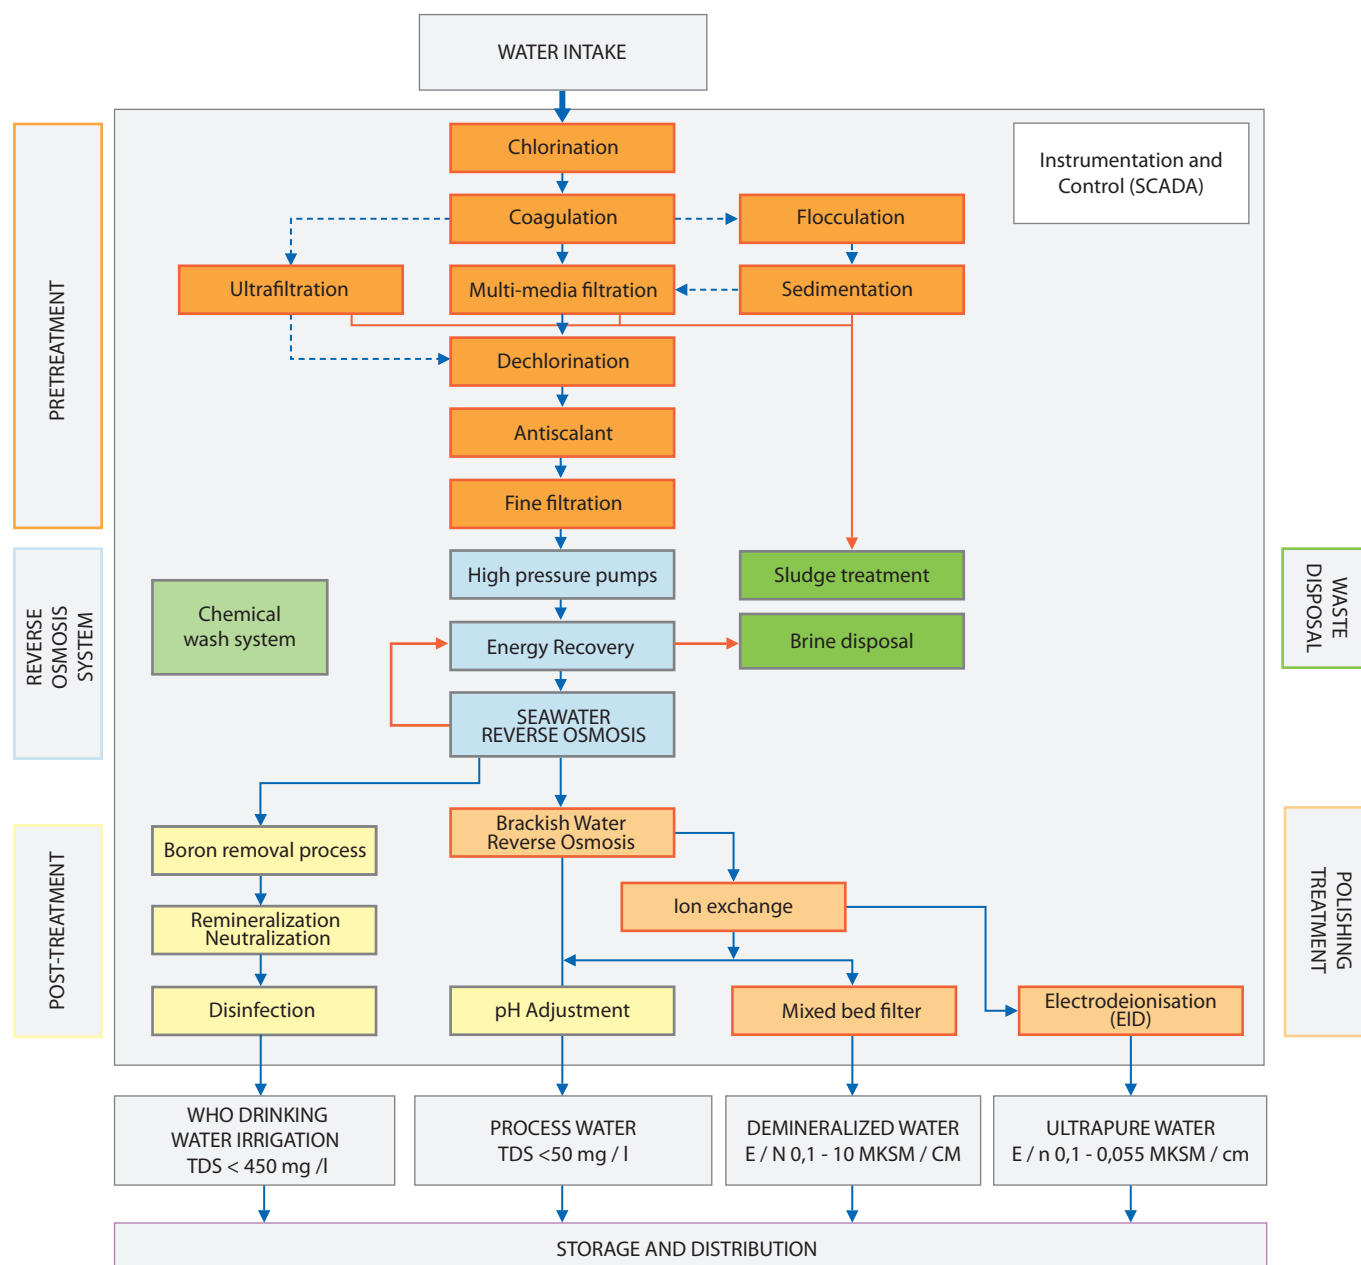 WATER INTAKE
Chlorination
Instrumentation and
Control (SCADA)
Coagulation
Flocculation
Ultrafiltration
Multi-media filtration
Sedimentation
Dechlorination
Antiscalant
Fine filtration
PRETREATMENT
High pressure pumps
Sludge treatment
Chemical
wash system
Energy Recovery
Brine disposal
SEAWATER
REVERSE OSMOSIS
REVERSE
OSMOSIS
SYSTEM
WASTE
DISPOSAL
Boron removal process
Brackish Water
Reverse Osmosis
Remineralization
Neutralization
Ion exchange
Disinfection
pH Adjustment
Mixed bed filter
Electrodeionisation
(EID)
POST-TREATMENT
POLISHING
TREATMENT
WHO DRINKING
WATER IRRIGATION
TDS < 450 mg /l
PROCESS WATER
TDS <50 mg / l
DEMINERALIZED WATER
E / N 0,1 - 10 MKSM / CM
ULTRAPURE WATER
E / n 0,1 - 0,055 MKSM / cm
STORAGE AND DISTRIBUTION